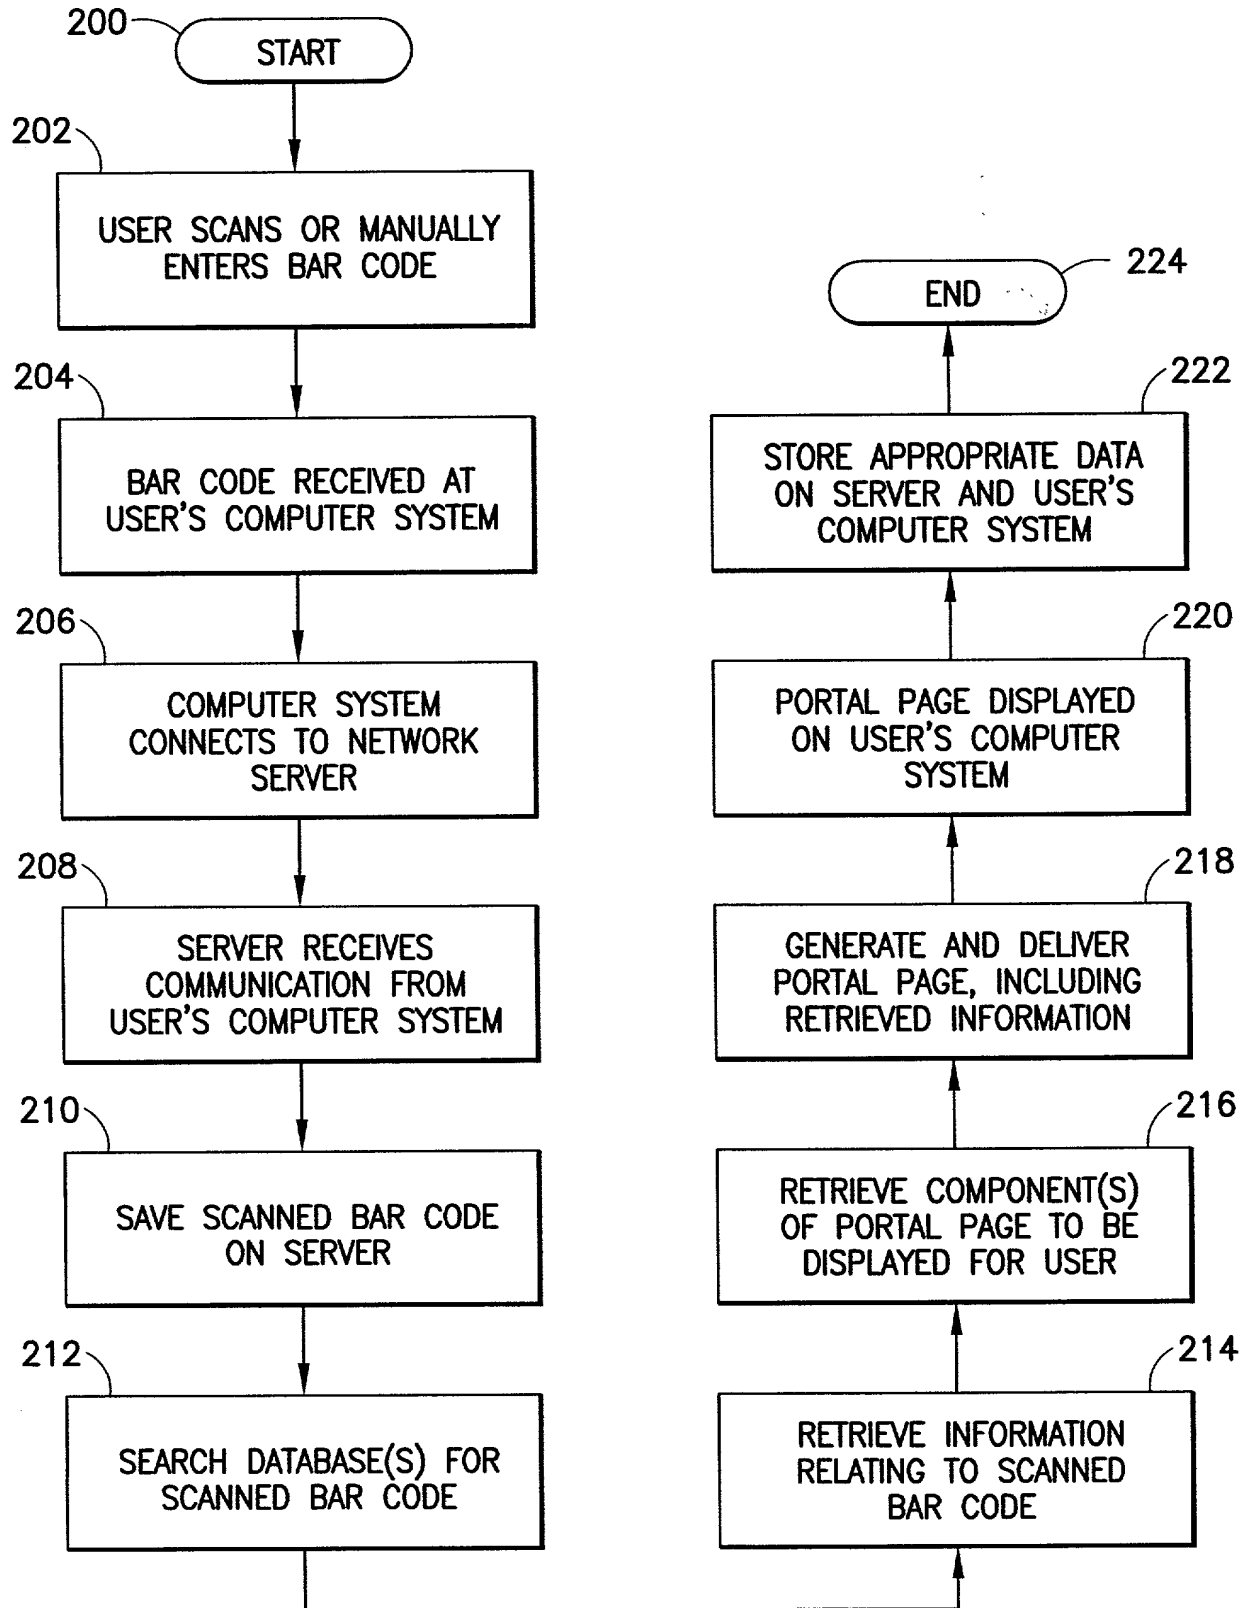 200
START
202
USER SCANS OR MANUALLY
ENTERS BAR CODE
204
BAR CODE RECEIVED AT
USER'S COMPUTER SYSTEM
206
COMPUTER SYSTEM
CONNECTS TO NETWORK
SERVER
208
SERVER RECEIVES
COMMUNICATION FROM
USER'S COMPUTER SYSTEM
210
SAVE SCANNED BAR CODE
ON SERVER
212
SEARCH DATABASE(S) FOR
SCANNED BAR CODE
214
RETRIEVE INFORMATION
RELATING TO SCANNED
BAR CODE
216
RETRIEVE COMPONENT(S)
OF PORTAL PAGE TO BE
DISPLAYED FOR USER
218
GENERATE AND DELIVER
PORTAL PAGE, INCLUDING
RETRIEVED INFORMATION
220
PORTAL PAGE DISPLAYED
ON USER'S COMPUTER
SYSTEM
222
STORE APPROPRIATE DATA
ON SERVER AND USER'S
COMPUTER SYSTEM
224
END